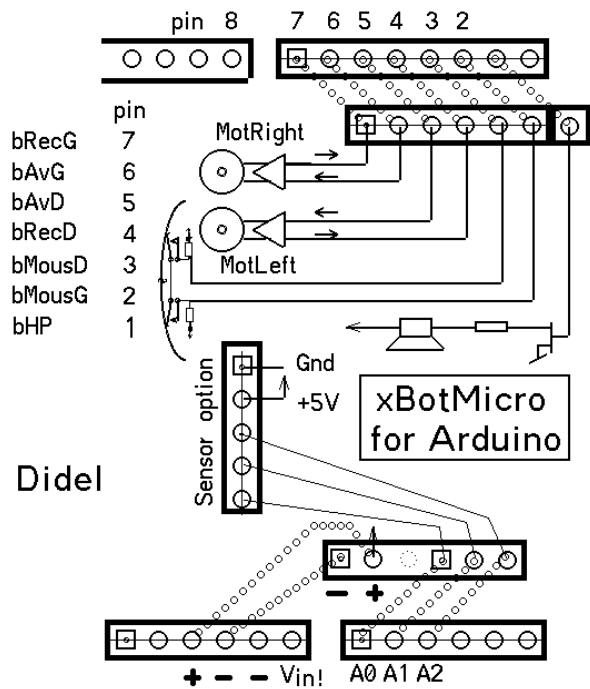 pin 8 7 6 5 4 3 2
pin
bRecG 7
bAvG 6
bAvD 5
bRecD 4
bMousD 3
bMousG 2
bHP 1
MotRight
MotLeft
Sensor option
Gnd
+5V
xBotMicro
for Arduino
Didel
- +
+ - - Vin!
A0 A1 A2